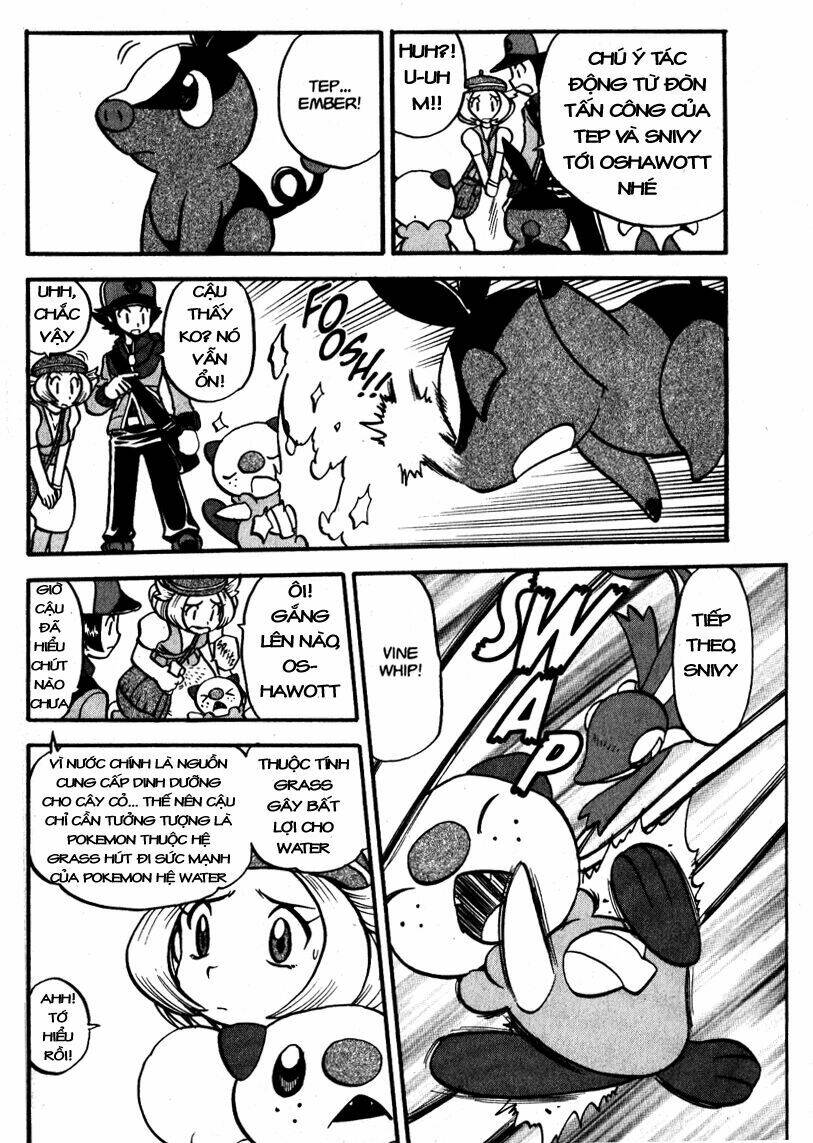 TEP...
EMBER!
HUH?!
U-UH
M!!
CHÚ Ý TÁC
ĐỘNG TỪ ĐÒN
TẤN CÔNG CỦA
TEP VÀ SNIVY
TỚI OSHAWOTT
NHÉ
UHH,
CHẮC
VẬY
CẬU
THẤY
KO? NÓ
VẪN
ỔN!
FO
OSH!!
GIỜ
CẬU
ĐÃ
HIỂU
CHÚT
NÀO
CHƯA
ÔI!
GẮNG
LÊN NÀO,
OS-
HAWOTT
VINE
WHIP!
SW
A
P
TIẾP
THEO,
SNIVY
VÌ NƯỚC CHÍNH LÀ NGUỒN
CUNG CẤP DINH DƯỠNG
CHO CÂY CỎ... THẾ NÊN CẬU
CHỈ CẦN TƯỞNG TƯỢNG LÀ
POKEMON THUỘC HỆ
GRASS HÚT ĐI SỨC MẠNH
CỦA POKEMON HỆ WATER
THUỘC TÍNH
GRASS
GÂY BẤT
LỢI CHO
WATER
AHH!
TỚ
HIỂU
RỒI!